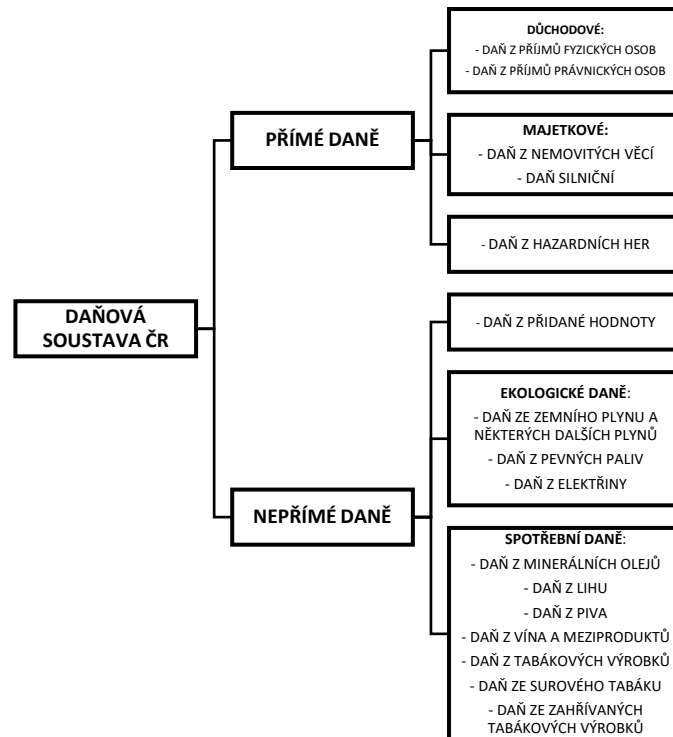 DAŇOVÁ
SOUSTAVA ČR
PŘÍMÉ DANĚ
DŮCHODOVÉ:
- DAŇ Z PŘÍJMŮ FYZICKÝCH OSOB
- DAŇ Z PŘÍJMŮ PRÁVNICKÝCH OSOB
MAJETKOVÉ:
- DAŇ Z NEMOVITÝCH VĚCÍ
- DAŇ SILNIČNÍ
- DAŇ Z HAZARDNÍCH HER
NEPŘÍMÉ DANĚ
- DAŇ Z PŘIDANÉ HODNOTY
EKOLOGICKÉ DANĚ:
- DAŇ ZE ZEMNÍHO PLYNU A
NĚKTERÝCH DALŠÍCH PLYNŮ
- DAŇ Z PEVNÝCH PALIV
- DAŇ Z ELEKTŘINY
SPOTŘEBNÍ DANĚ:
- DAŇ Z MINERÁLNÍCH OLEJŮ
- DAŇ Z LIHU
- DAŇ Z PIVA
- DAŇ Z VÍNA A MEZIPRODUKTŮ
- DAŇ Z TABÁKOVÝCH VÝROBKŮ
- DAŇ ZE SUROVÉHO TABÁKU
- DAŇ ZE ZAHŘÍVANÝCH
TABÁKOVÝCH VÝROBKŮ